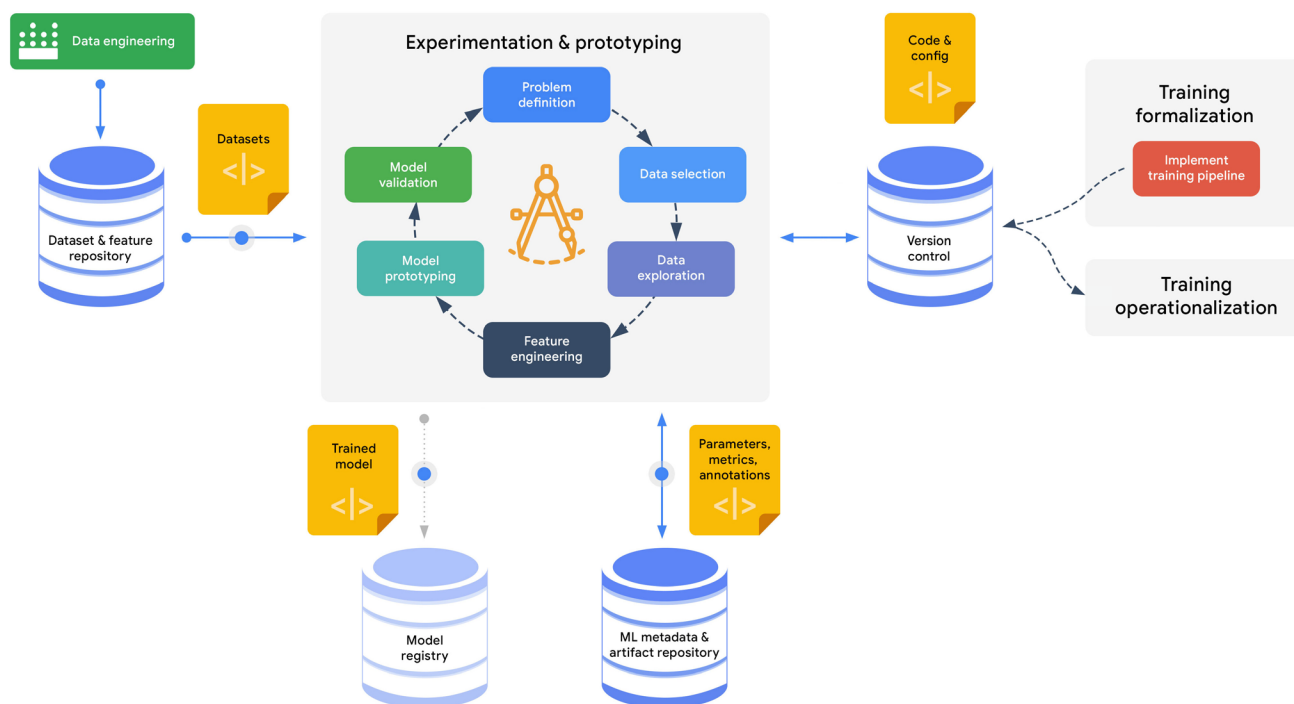 Data engineering
Datasets
</>
Dataset & feature
repository
Experimentation & prototyping
Problem
definition
Data selection
Data
exploration
Feature
engineering
Model
prototyping
Model
validation
Code &
config
</>
Version
control
Training
formalization
Implement
training pipeline
Training
operationalization
Trained
model
</>
Model
registry
Parameters,
metrics,
annotations
</>
ML metadata &
artifact repository